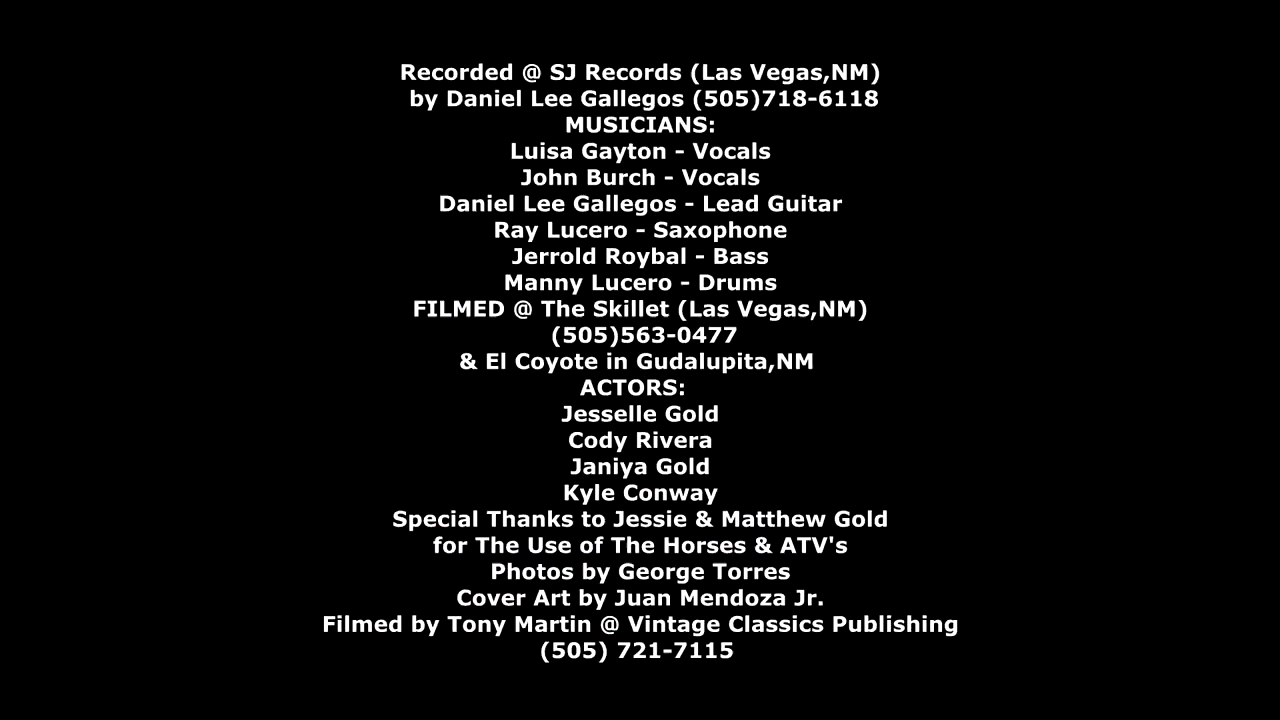 Recorded @ SJ Records (Las Vegas,NM)
by Daniel Lee Gallegos (505)718-6118
MUSICIANS:
Luisa Gayton - Vocals
John Burch - Vocals
Daniel Lee Gallegos - Lead Guitar
Ray Lucero - Saxophone
Jerrold Roybal - Bass
Manny Lucero - Drums
FILMED @ The Skillet (Las Vegas,NM)
(505)563-0477
& El Coyote in Gudalupita,NM
ACTORS:
Jesselle Gold
Cody Rivera
Janiya Gold
Kyle Conway
Special Thanks to Jessie & Matthew Gold
for The Use of The Horses & ATV's
Photos by George Torres
Cover Art by Juan Mendoza Jr.
Filmed by Tony Martin @ Vintage Classics Publishing
(505) 721-7115